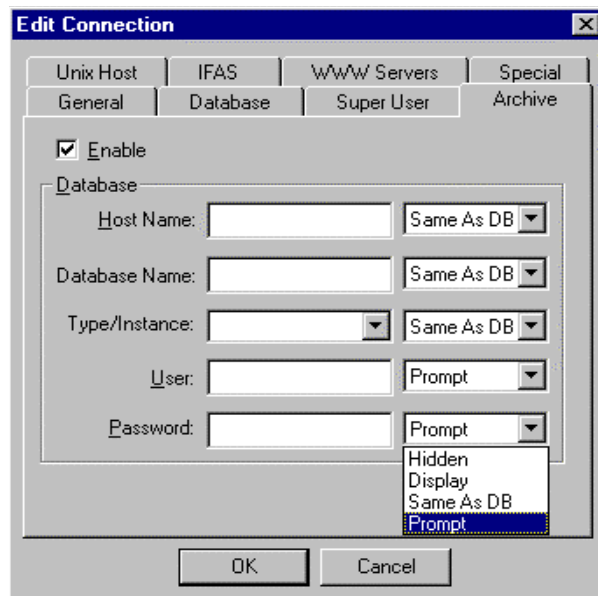 Edit Connection
Unix Host IFAS WWW Servers Special
General Database Super User Archive
Enable
Database
Host Name: Same As DB
Database Name: Same As DB
Type/Instance: Same As DB
User: Prompt
Password: Prompt
Hidden
Display
Same As DB
Prompt
OK Cancel